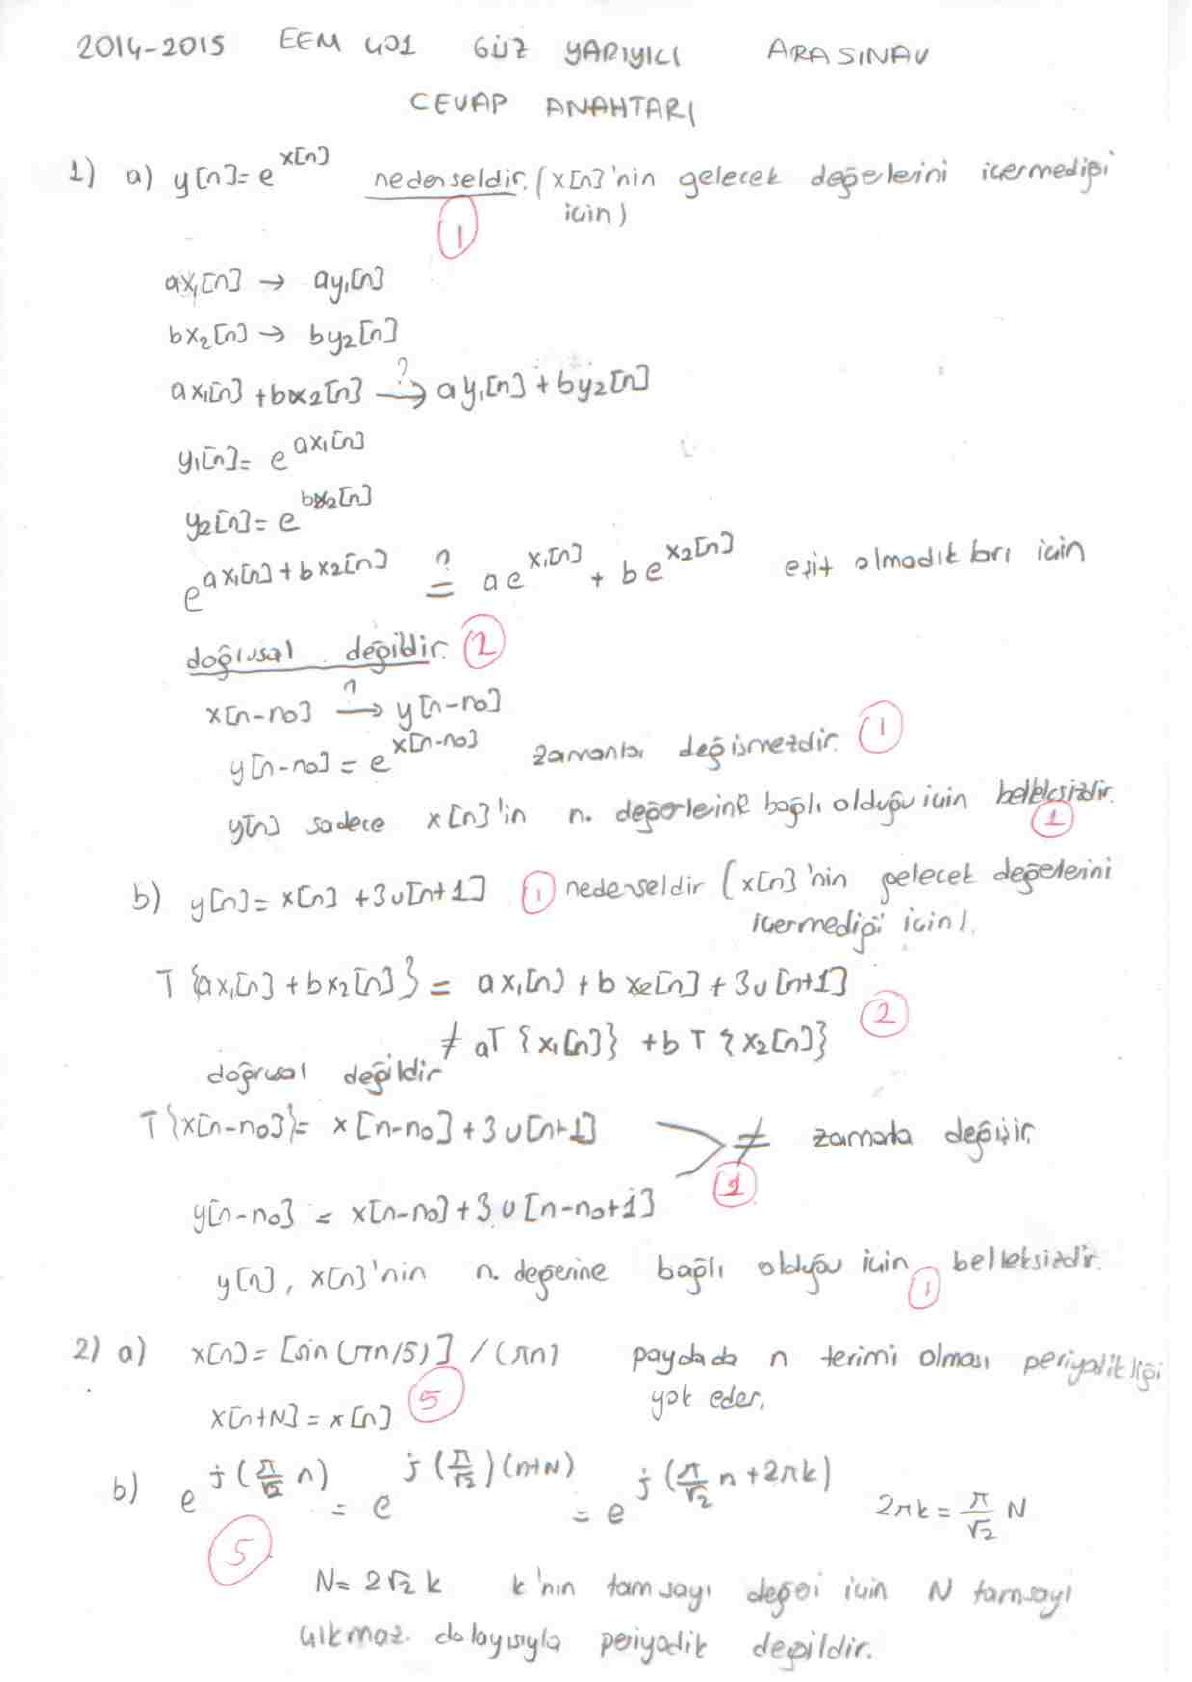 2014-2015 EEM 401 GÜZ YARIYILI ARASINAV
CEVAP ANAHTARI
1) a) y[n]= e^x[n] nedenseldir. (x[n]'nin gelecek değerlerini içermediği
için)
1
ax₁[n] → ay₁[n]
bx₂[n] → by₂[n]
ax₁[n] + bx₂[n] →? ay₁[n] + by₂[n]
y₁[n]= e^ax₁[n]
y₂[n]= e^bx₂[n]
e^ax₁[n]+bx₂[n] =? ae^x₁[n] + be^x₂[n] eşit olmadıkları için
doğrusal değildir. 2
x[n-n₀] →? y[n-n₀]
y[n-n₀] = e^x[n-n₀] zamanla değişmezdir. 1
y[n] sadece x[n]'in n. değerlerine bağlı olduğu için belleksizdir.
1
b) y[n]= x[n] +3u[n+1] 1 nedenseldir (x[n]'nin gelecek değerlerini
içermediği için).
T{ax₁[n] + bx₂[n]} = ax₁[n] + bx₂[n] + 3u[n+1]
2
≠ aT{x₁[n]} + bT{x₂[n]}
doğrusal değildir
T{x[n-n₀]}= x[n-n₀] + 3u[n+1]
≠ zamanla değişir.
1
y[n-n₀] = x[n-n₀] + 3u[n-n₀+1]
y[n], x[n]'nin n. değerine bağlı olduğu için belleksizdir.
1
2) a) x[n]= [sin(πn/5)] / (πn) paydada n terimi olması periyodikliği
yok eder.
x[n+N] = x[n] 5
b) e^j(π/√2 n) = e^j(π/√2)(n+N) = e^j(π/√2 n + 2πk) 2πk = π/√2 N
5
N= 2√2 k k'nın tamsayı değeri için N tamsayı
çıkmaz. dolayısıyla periyodik değildir.